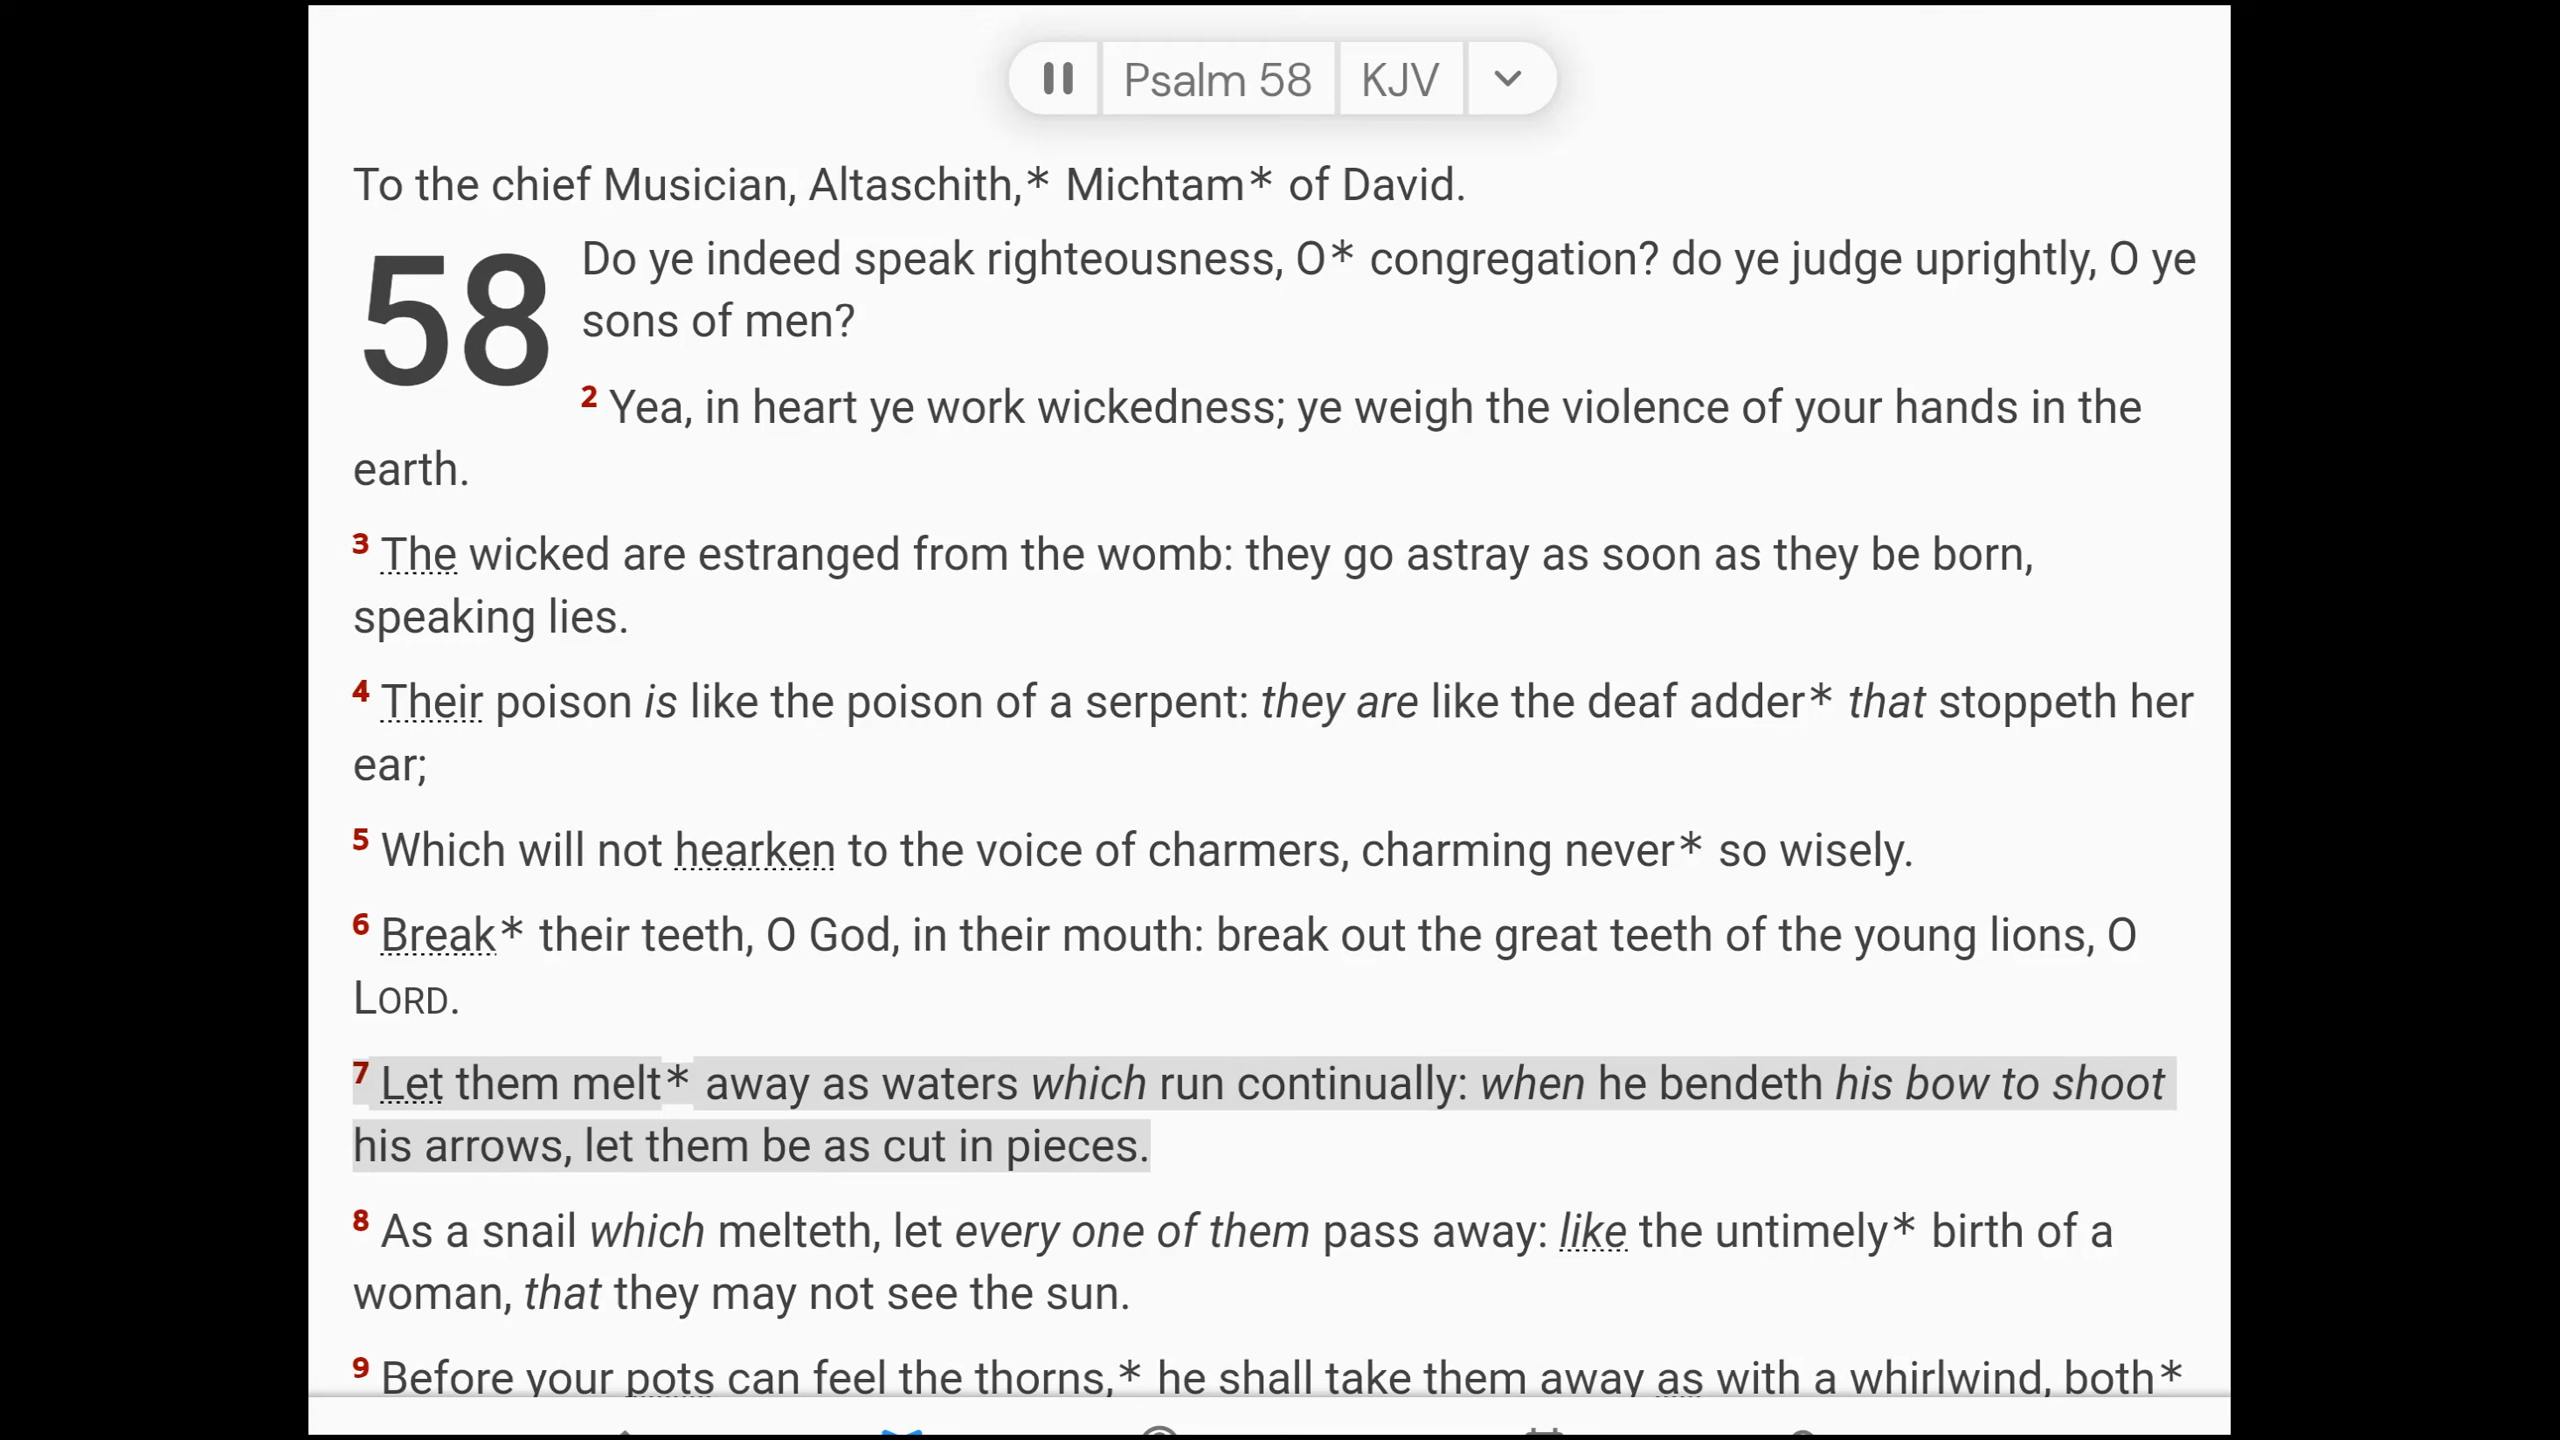 Psalm 58 KJV
To the chief Musician, Altaschith,* Michtam* of David.
58 Do ye indeed speak righteousness, O* congregation? do ye judge uprightly, O ye
sons of men?
2 Yea, in heart ye work wickedness; ye weigh the violence of your hands in the
earth.
3 The wicked are estranged from the womb: they go astray as soon as they be born,
speaking lies.
4 Their poison is like the poison of a serpent: they are like the deaf adder* that stoppeth her
ear;
5 Which will not hearken to the voice of charmers, charming never* so wisely.
6 Break* their teeth, O God, in their mouth: break out the great teeth of the young lions, O
LORD.
7 Let them melt* away as waters which run continually: when he bendeth his bow to shoot
his arrows, let them be as cut in pieces.
8 As a snail which melteth, let every one of them pass away: like the untimely* birth of a
woman, that they may not see the sun.
9 Before your pots can feel the thorns,* he shall take them away as with a whirlwind, both*